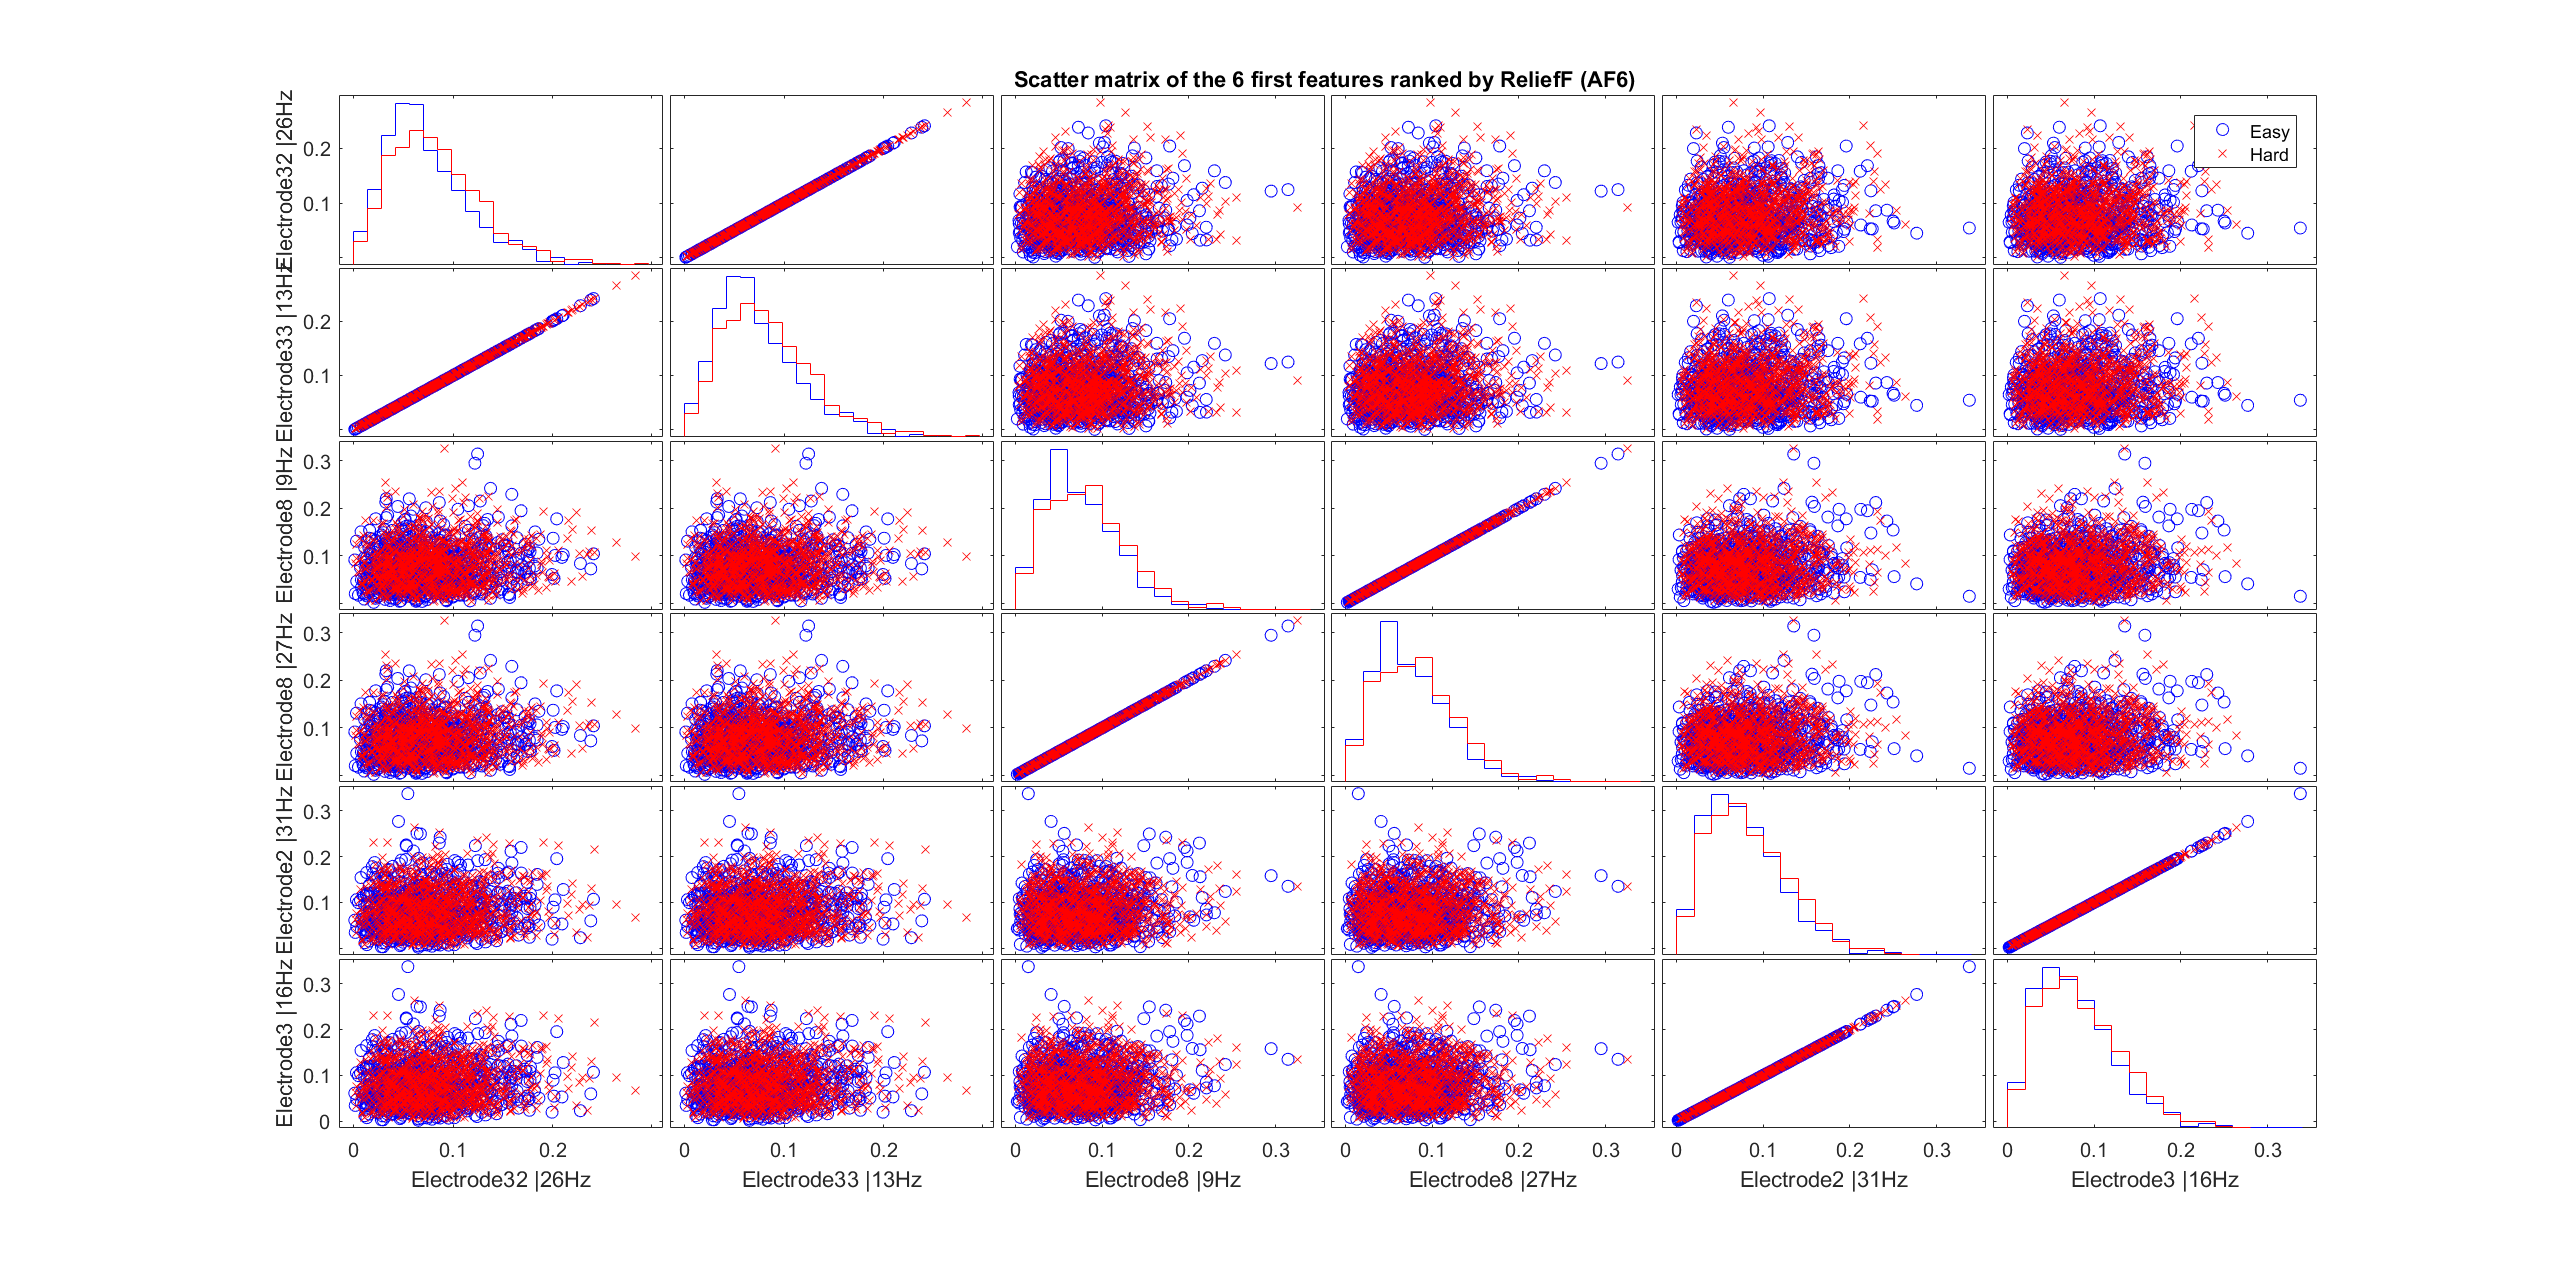 Scatter matrix of the 6 first features ranked by ReliefF (AF6)
Electrode32 |26Hz
0.2
0.1
Easy
Hard
Electrode33 |13Hz
0.2
0.1
Electrode8 |9Hz
0.3
0.2
0.1
Electrode8 |27Hz
0.3
0.2
0.1
Electrode2 |31Hz
0.3
0.2
0.1
Electrode3 |16Hz
0.3
0.2
0.1
0
0 0.1 0.2 0 0.1 0.2 0 0.1 0.2 0.3 0 0.1 0.2 0.3 0 0.1 0.2 0.3 0 0.1 0.2 0.3
Electrode32 |26Hz Electrode33 |13Hz Electrode8 |9Hz Electrode8 |27Hz Electrode2 |31Hz Electrode3 |16Hz